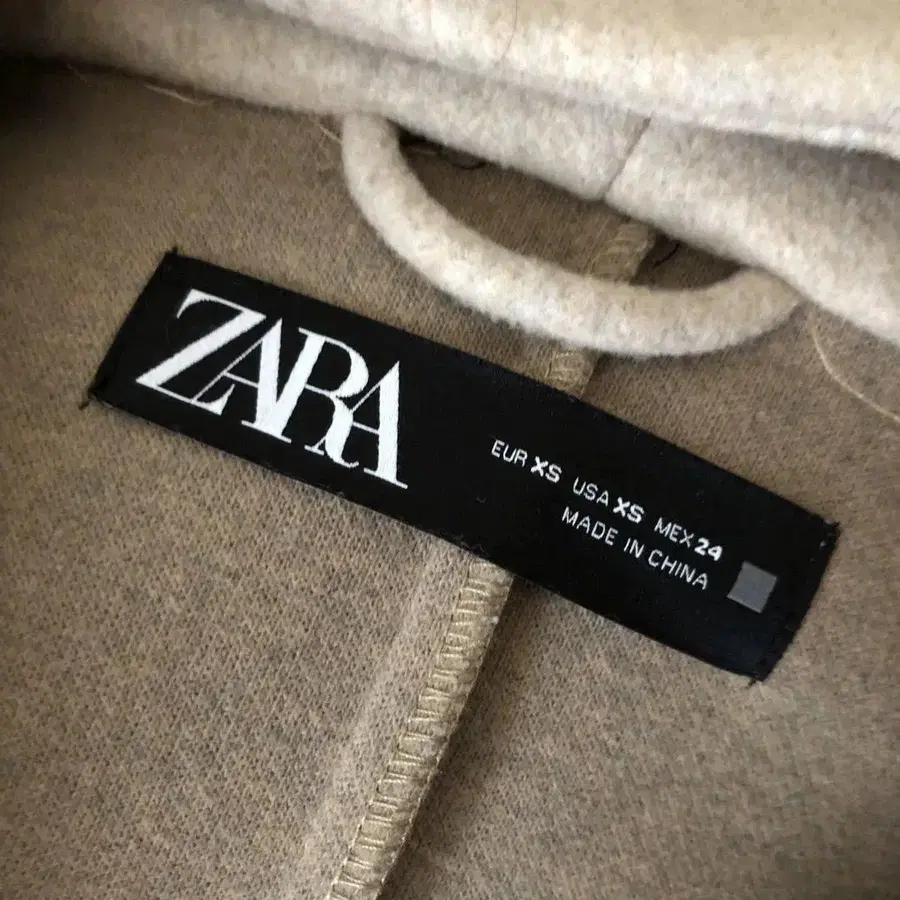 ZARA
EUR XS USA XS MEX 24
MADE IN CHINA